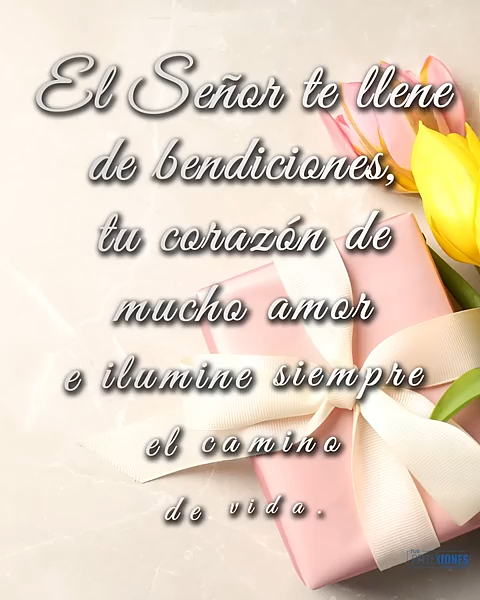 El Señor te llene
de bendiciones,
tu corazón de
mucho amor
e ilumine siempre
el camino
de vida.